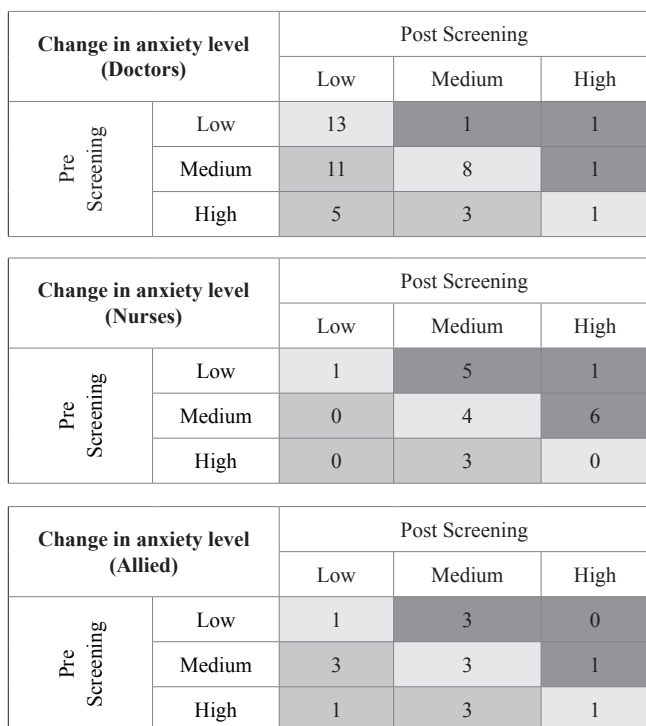 Change in anxiety level
(Doctors)
Post Screening
Low Medium High
Pre
Screening
Low 13 1 1
Medium 11 8 1
High 5 3 1
Change in anxiety level
(Nurses)
Post Screening
Low Medium High
Pre
Screening
Low 1 5 1
Medium 0 4 6
High 0 3 0
Change in anxiety level
(Allied)
Post Screening
Low Medium High
Pre
Screening
Low 1 3 0
Medium 3 3 1
High 1 3 1